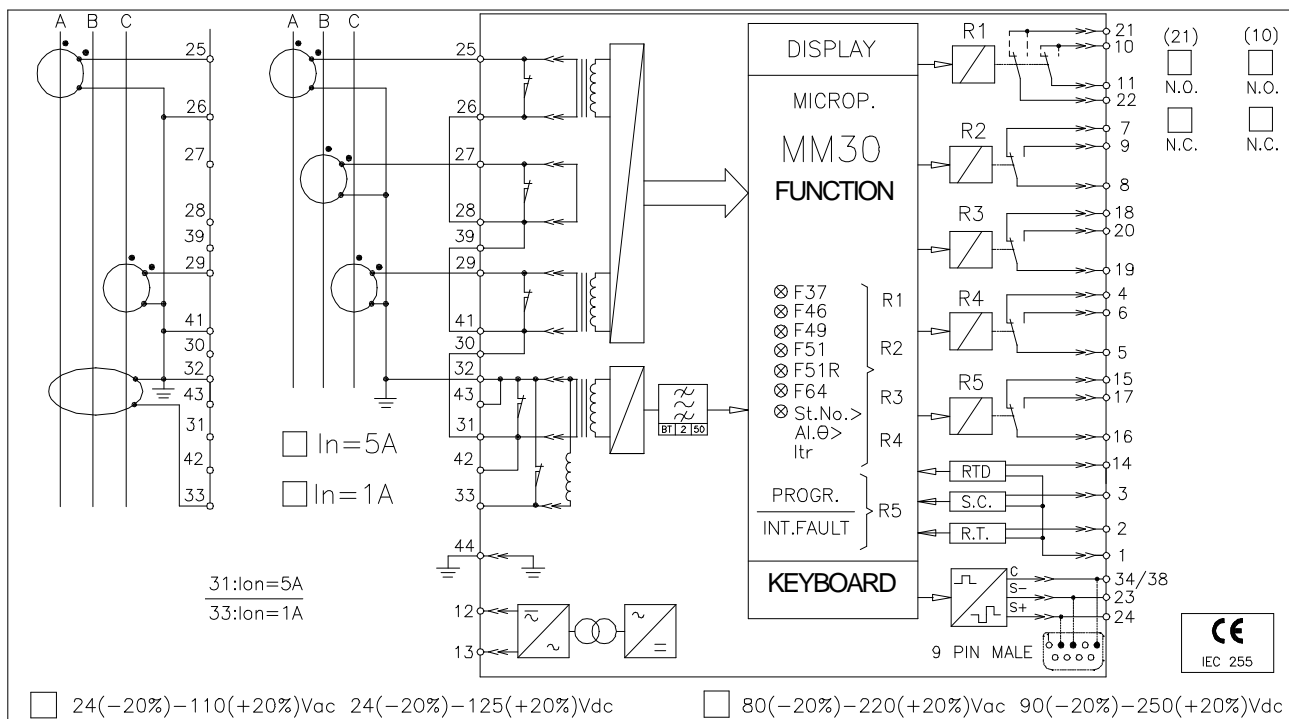 A B C
25
26
27
28
39
29
41
30
32
43
31
42
33
31:Ion=5A
33:Ion=1A
A B C
In=5A
In=1A
25
26
27
28
39
29
41
30
32
43
31
42
33
44
12
13
BT 2 50
DISPLAY
MICROP.
MM30
FUNCTION
F37
F46
F49
F51
F51R
F64
St.No.>
Al.θ>
Itr
R1
R2
R3
R4
PROGR.
INT.FAULT
R5
KEYBOARD
R1
R2
R3
R4
R5
RTD
S.C.
R.T.
C
S-
S+
9 PIN MALE
21
10
11
22
7
9
8
18
20
19
4
6
5
15
17
16
14
3
2
1
34/38
23
24
(21) (10)
N.O. N.O.
N.C. N.C.
CE
IEC 255
24(-20%)-110(+20%)Vac 24(-20%)-125(+20%)Vdc
80(-20%)-220(+20%)Vac 90(-20%)-250(+20%)Vdc